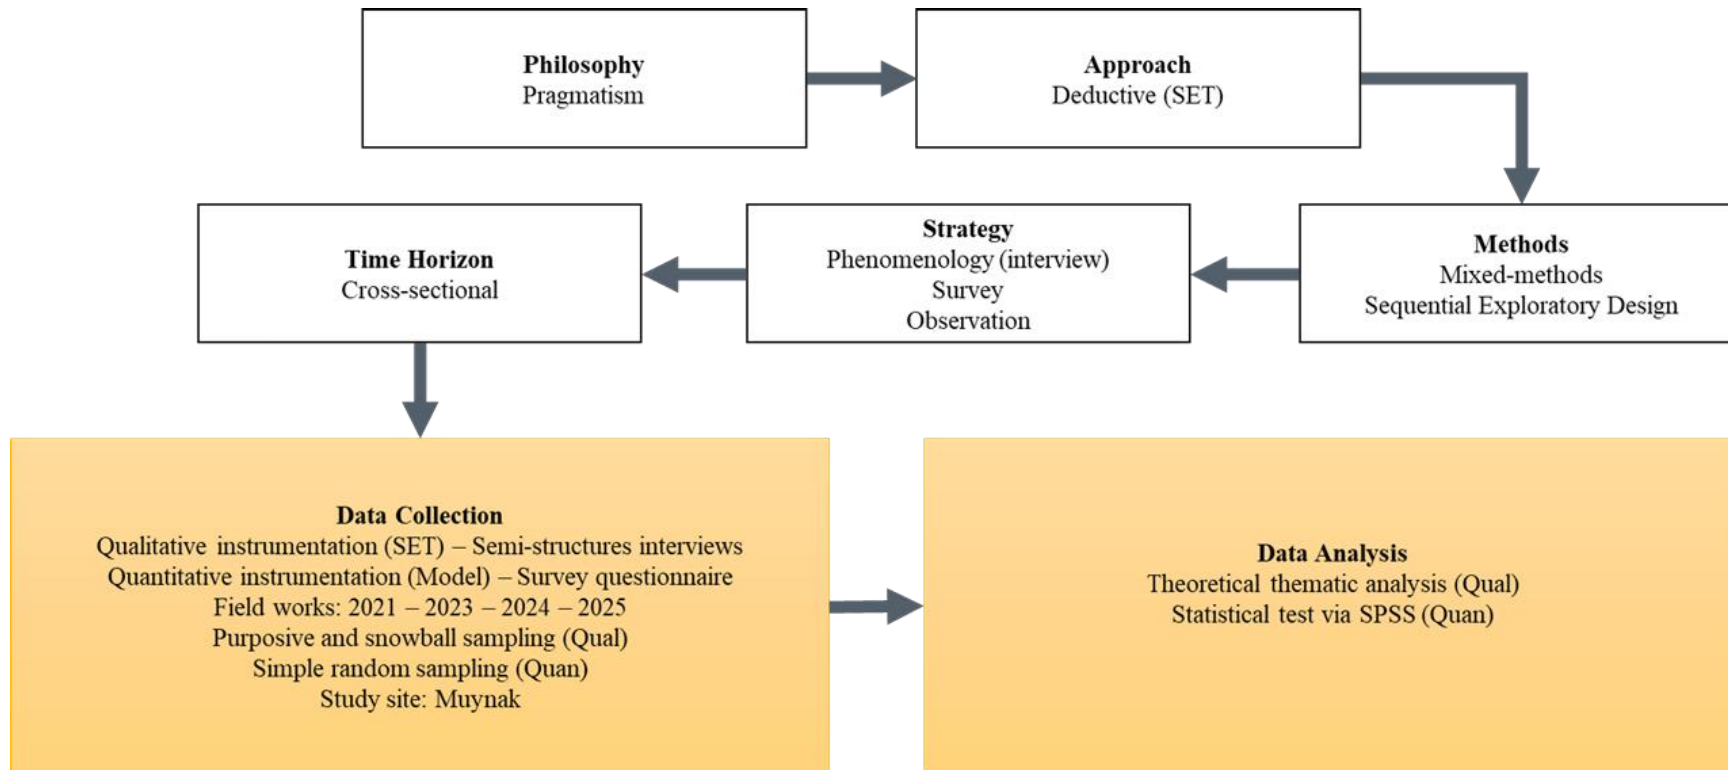 Philosophy
Pragmatism
Approach
Deductive (SET)
Methods
Mixed-methods
Sequential Exploratory Design
Strategy
Phenomenology (interview)
Survey
Observation
Time Horizon
Cross-sectional
Data Collection
Qualitative instrumentation (SET) – Semi-structures interviews
Quantitative instrumentation (Model) – Survey questionnaire
Field works: 2021 – 2023 – 2024 – 2025
Purposive and snowball sampling (Qual)
Simple random sampling (Quan)
Study site: Muynak
Data Analysis
Theoretical thematic analysis (Qual)
Statistical test via SPSS (Quan)